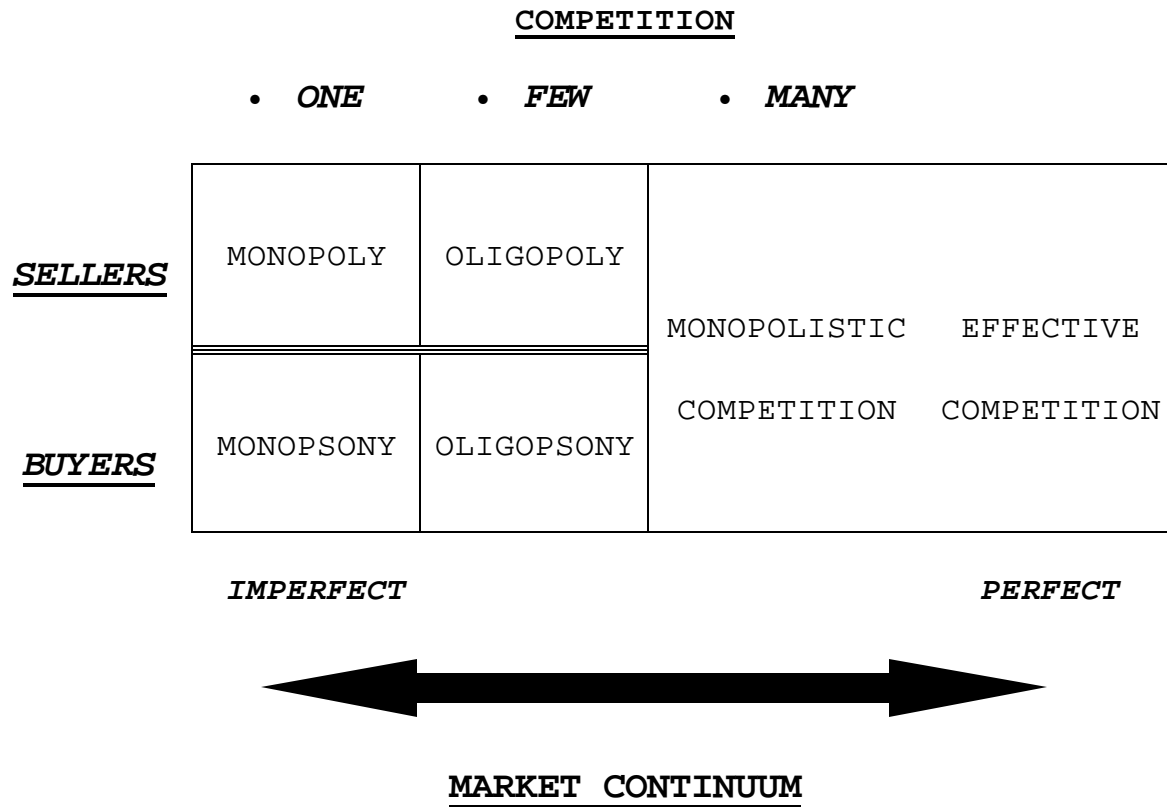 COMPETITION
• ONE • FEW • MANY
MONOPOLY OLIGOPOLY
SELLERS
MONOPOLISTIC EFFECTIVE
COMPETITION COMPETITION
MONOPSONY OLIGOPSONY
BUYERS
IMPERFECT PERFECT
MARKET CONTINUUM